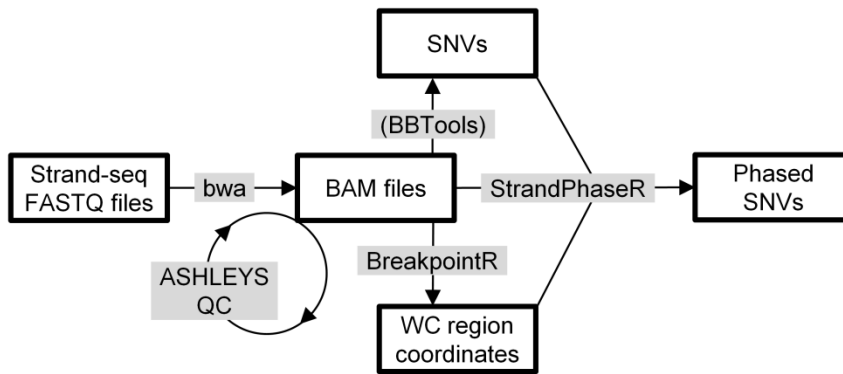 SNVs
(BBTools)
Strand-seq
FASTQ files
bwa
BAM files
StrandPhaseR
Phased
SNVs
ASHLEYS
QC
BreakpointR
WC region
coordinates